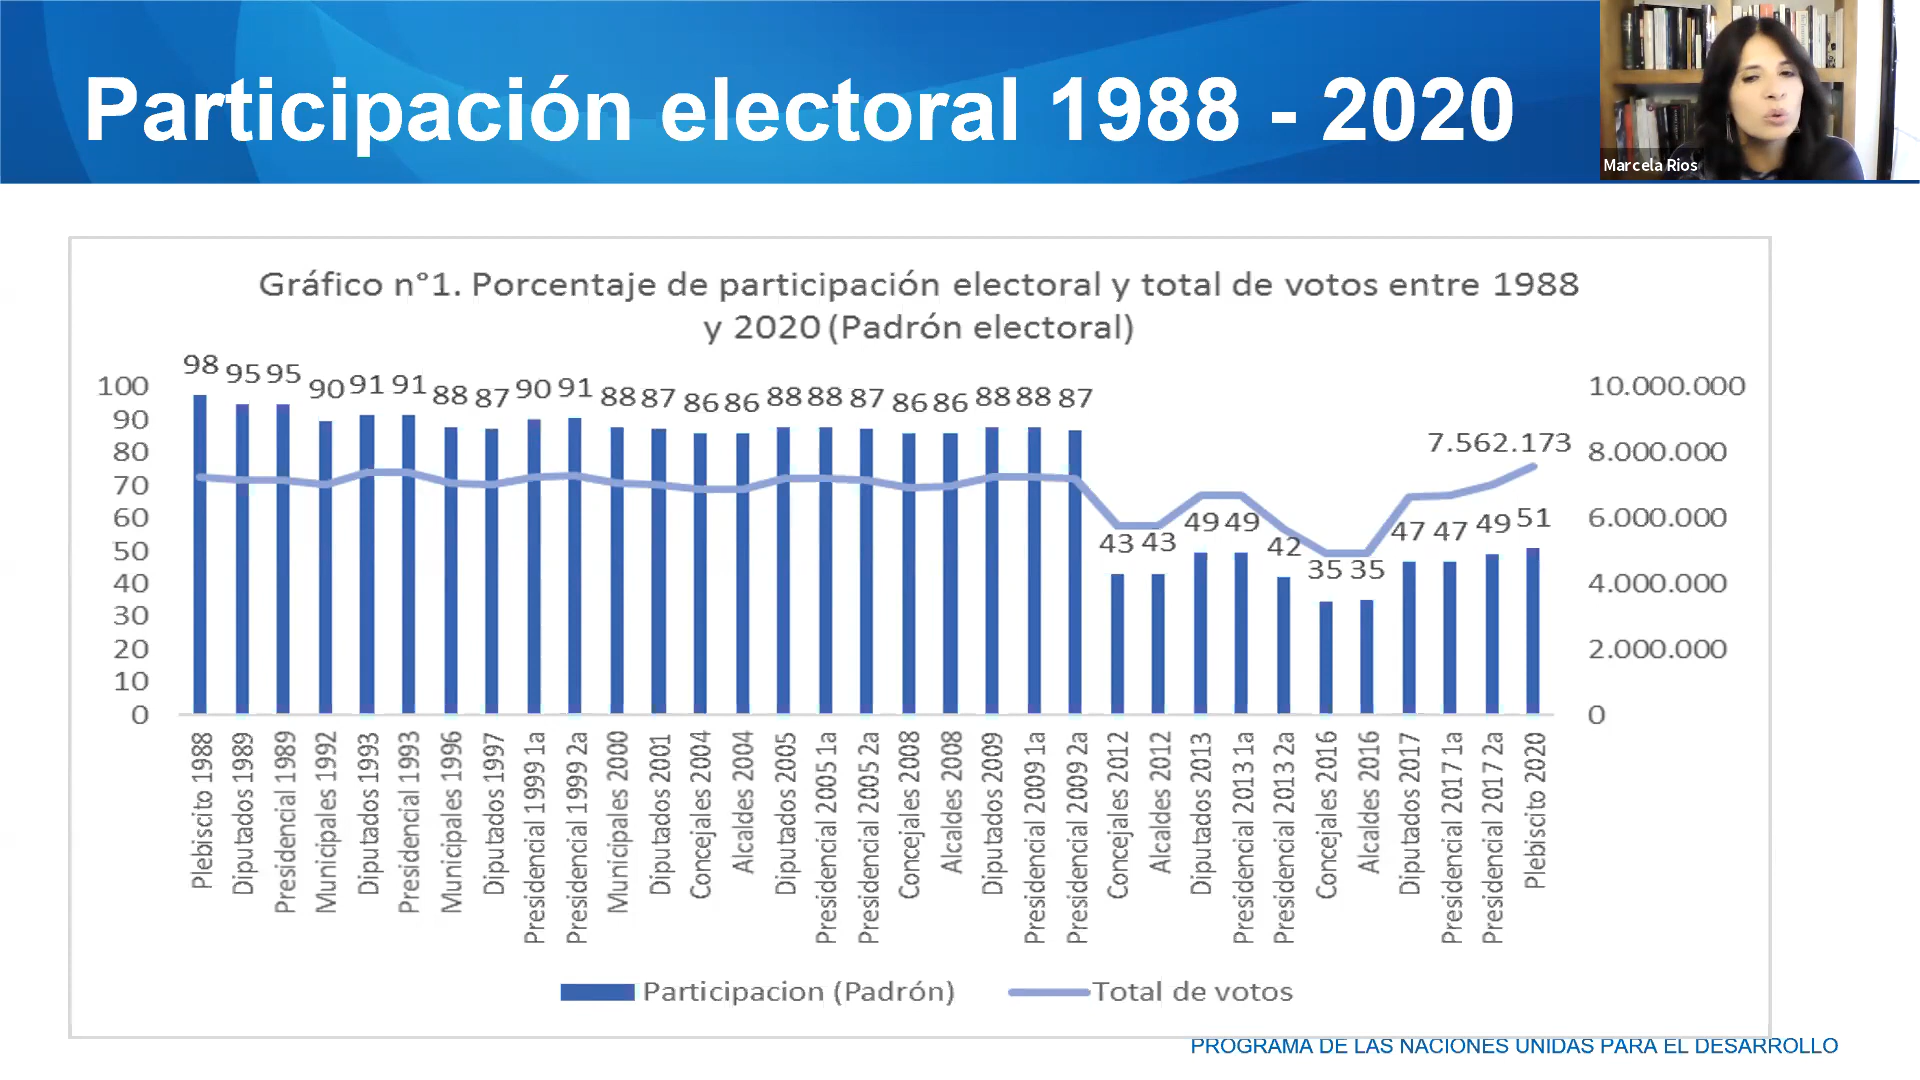 Participación electoral 1988 - 2020
Marcela Rios
Gráfico n°1. Porcentaje de participación electoral y total de votos entre 1988
y 2020 (Padrón electoral)
98 95 95 90 91 91 88 87 90 91 88 87 86 86 88 88 87 86 86 88 88 87 43 43 49 49 42 35 35 47 47 49 51
7.562.173
100
90
80
70
60
50
40
30
20
10
0
10.000.000
8.000.000
6.000.000
4.000.000
2.000.000
0
Plebiscito 1988
Diputados 1989
Presidencial 1989
Municipales 1992
Diputados 1993
Presidencial 1993
Municipales 1996
Diputados 1997
Presidencial 1999 1a
Presidencial 1999 2a
Municipales 2000
Diputados 2001
Concejales 2004
Alcaldes 2004
Diputados 2005
Presidencial 2005 1a
Presidencial 2005 2a
Concejales 2008
Alcaldes 2008
Diputados 2009
Presidencial 2009 1a
Presidencial 2009 2a
Concejales 2012
Alcaldes 2012
Diputados 2013
Presidencial 2013 1a
Presidencial 2013 2a
Concejales 2016
Alcaldes 2016
Diputados 2017
Presidencial 2017 1a
Presidencial 2017 2a
Plebiscito 2020
Participacion (Padrón)
Total de votos
PROGRAMA DE LAS NACIONES UNIDAS PARA EL DESARROLLO